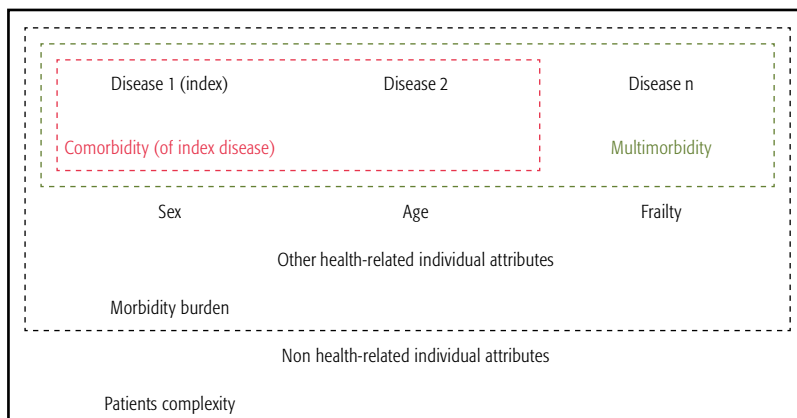 Disease 1 (index) Disease 2 Disease n
Comorbidity (of index disease) Multimorbidity
Sex Age Frailty
Other health-related individual attributes
Morbidity burden
Non health-related individual attributes
Patients complexity